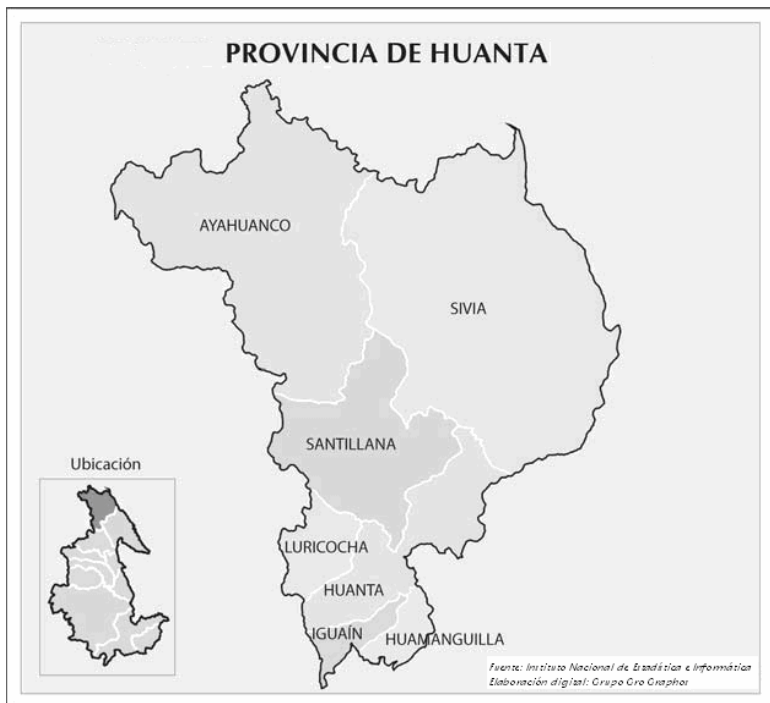 PROVINCIA DE HUANTA
AYAHUANCO
SIVIA
SANTILLANA
Ubicación
LURICOCHA
HUANTA
IGUAÍN
HUAMANGUILLA
Fuente: Instituto Nacional de Estadística e Informática
Elaboración digital: Grupo Oro Graphos